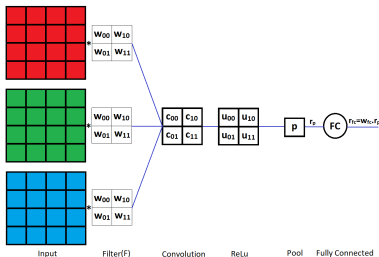 w00 w10
* w01 w11
w00 w10
* w01 w11
c00 c10
c01 c11
u00 u10
u01 u11
p
rp
FC
rfc=wfc.rp
w00 w10
* w01 w11
Input Filter(F) Convolution ReLu Pool Fully Connected